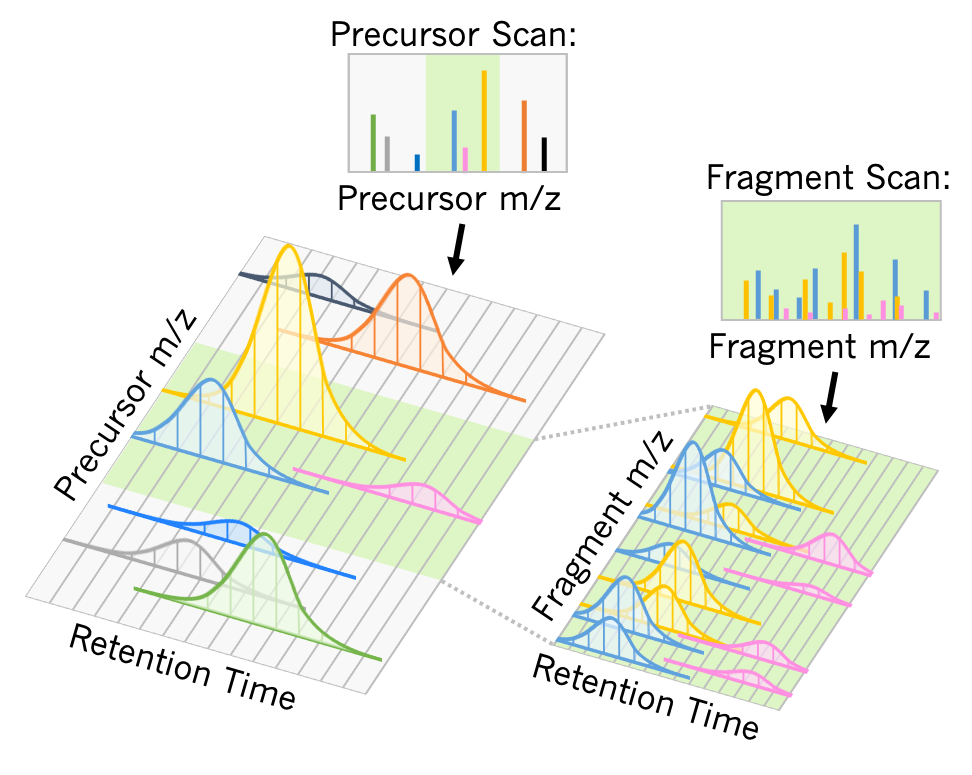 Precursor Scan:
Precursor m/z
Fragment Scan:
Fragment m/z
Precursor m/z
Retention Time
Fragment m/z
Retention Time